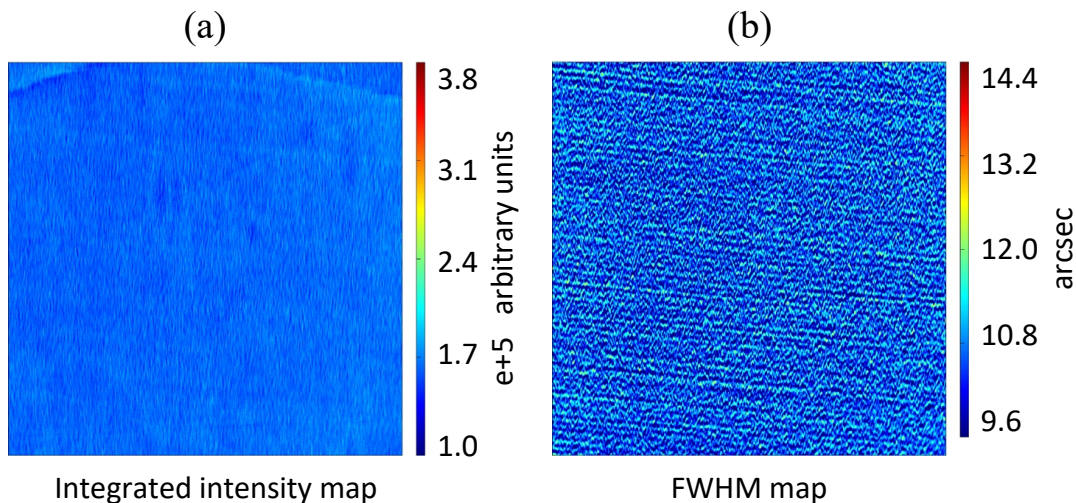 (a)
(b)
3.8
3.1
2.4
1.7
1.0
e+5 arbitrary units
14.4
13.2
12.0
10.8
9.6
arcsec
Integrated intensity map
FWHM map